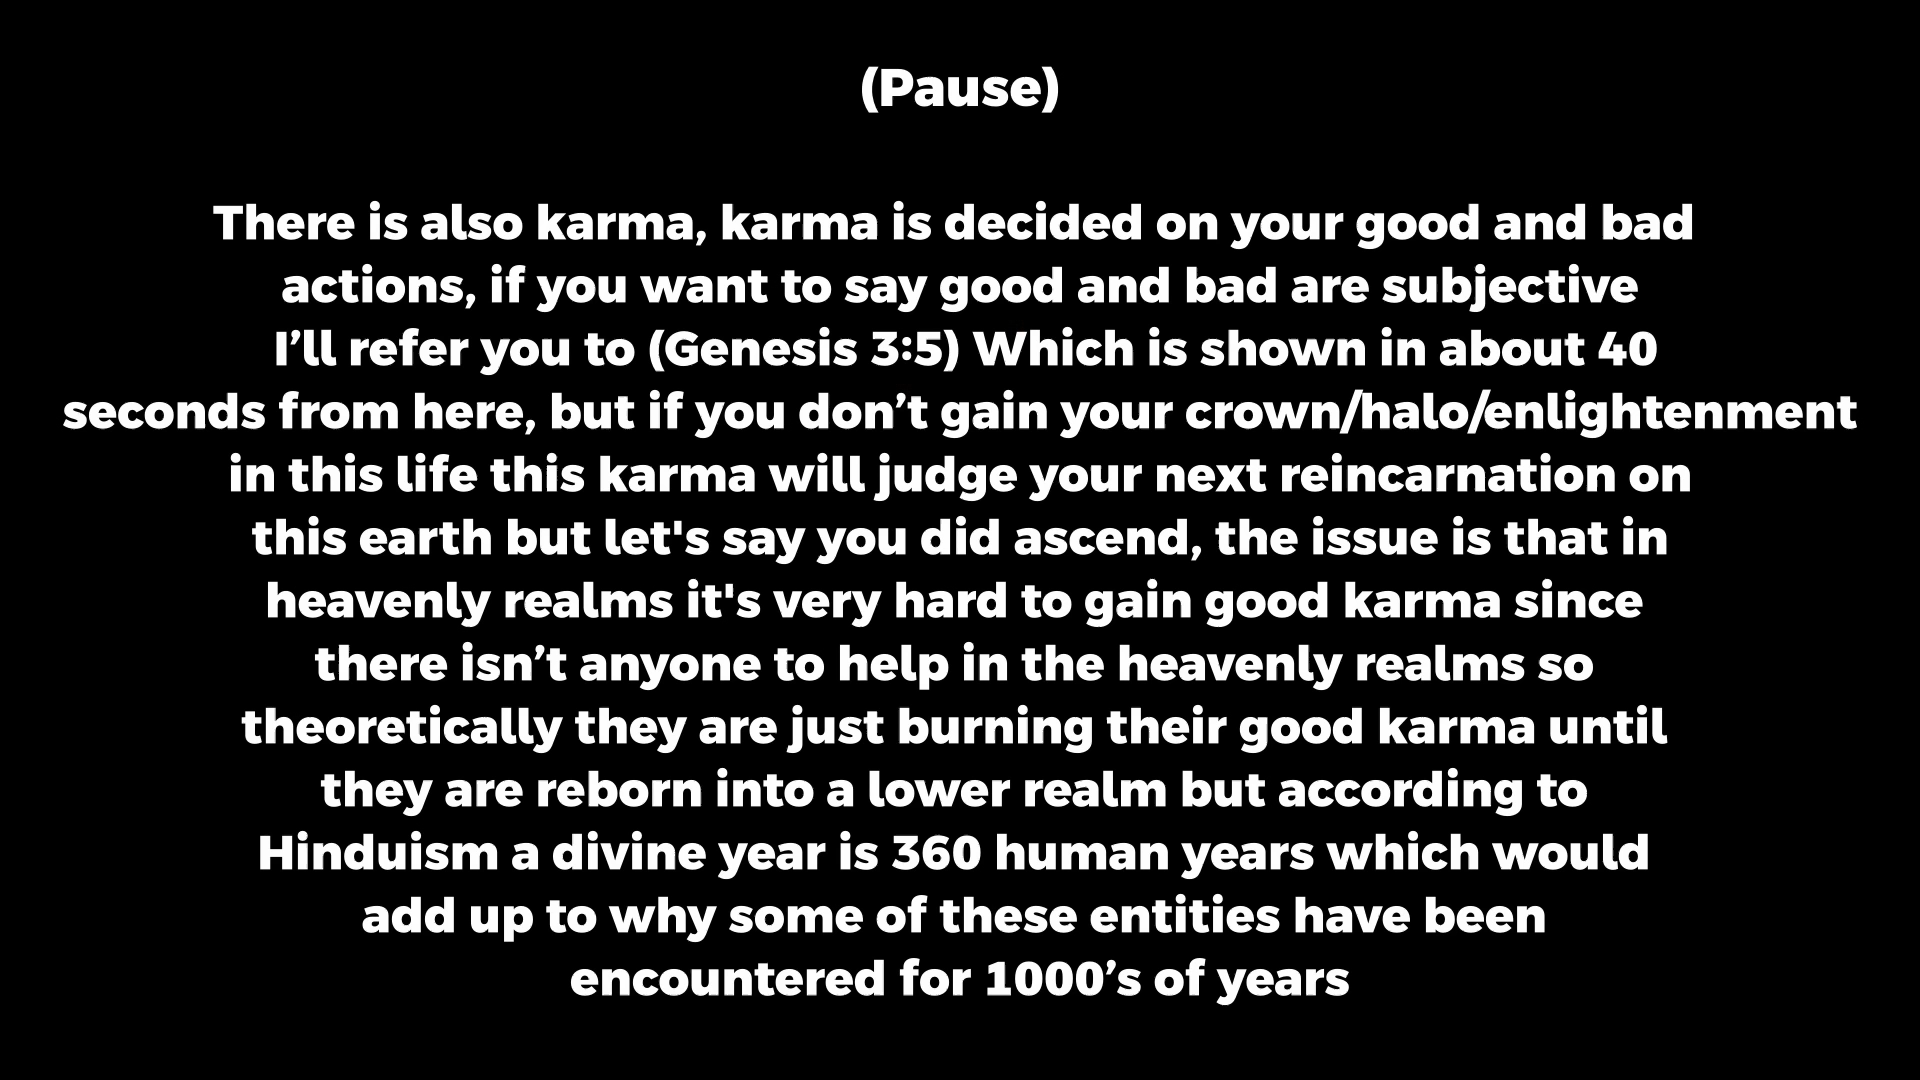 (Pause)
There is also karma, karma is decided on your good and bad
actions, if you want to say good and bad are subjective
I’ll refer you to (Genesis 3:5) Which is shown in about 40
seconds from here, but if you don’t gain your crown/halo/enlightenment
in this life this karma will judge your next reincarnation on
this earth but let's say you did ascend, the issue is that in
heavenly realms it's very hard to gain good karma since
there isn’t anyone to help in the heavenly realms so
theoretically they are just burning their good karma until
they are reborn into a lower realm but according to
Hinduism a divine year is 360 human years which would
add up to why some of these entities have been
encountered for 1000’s of years